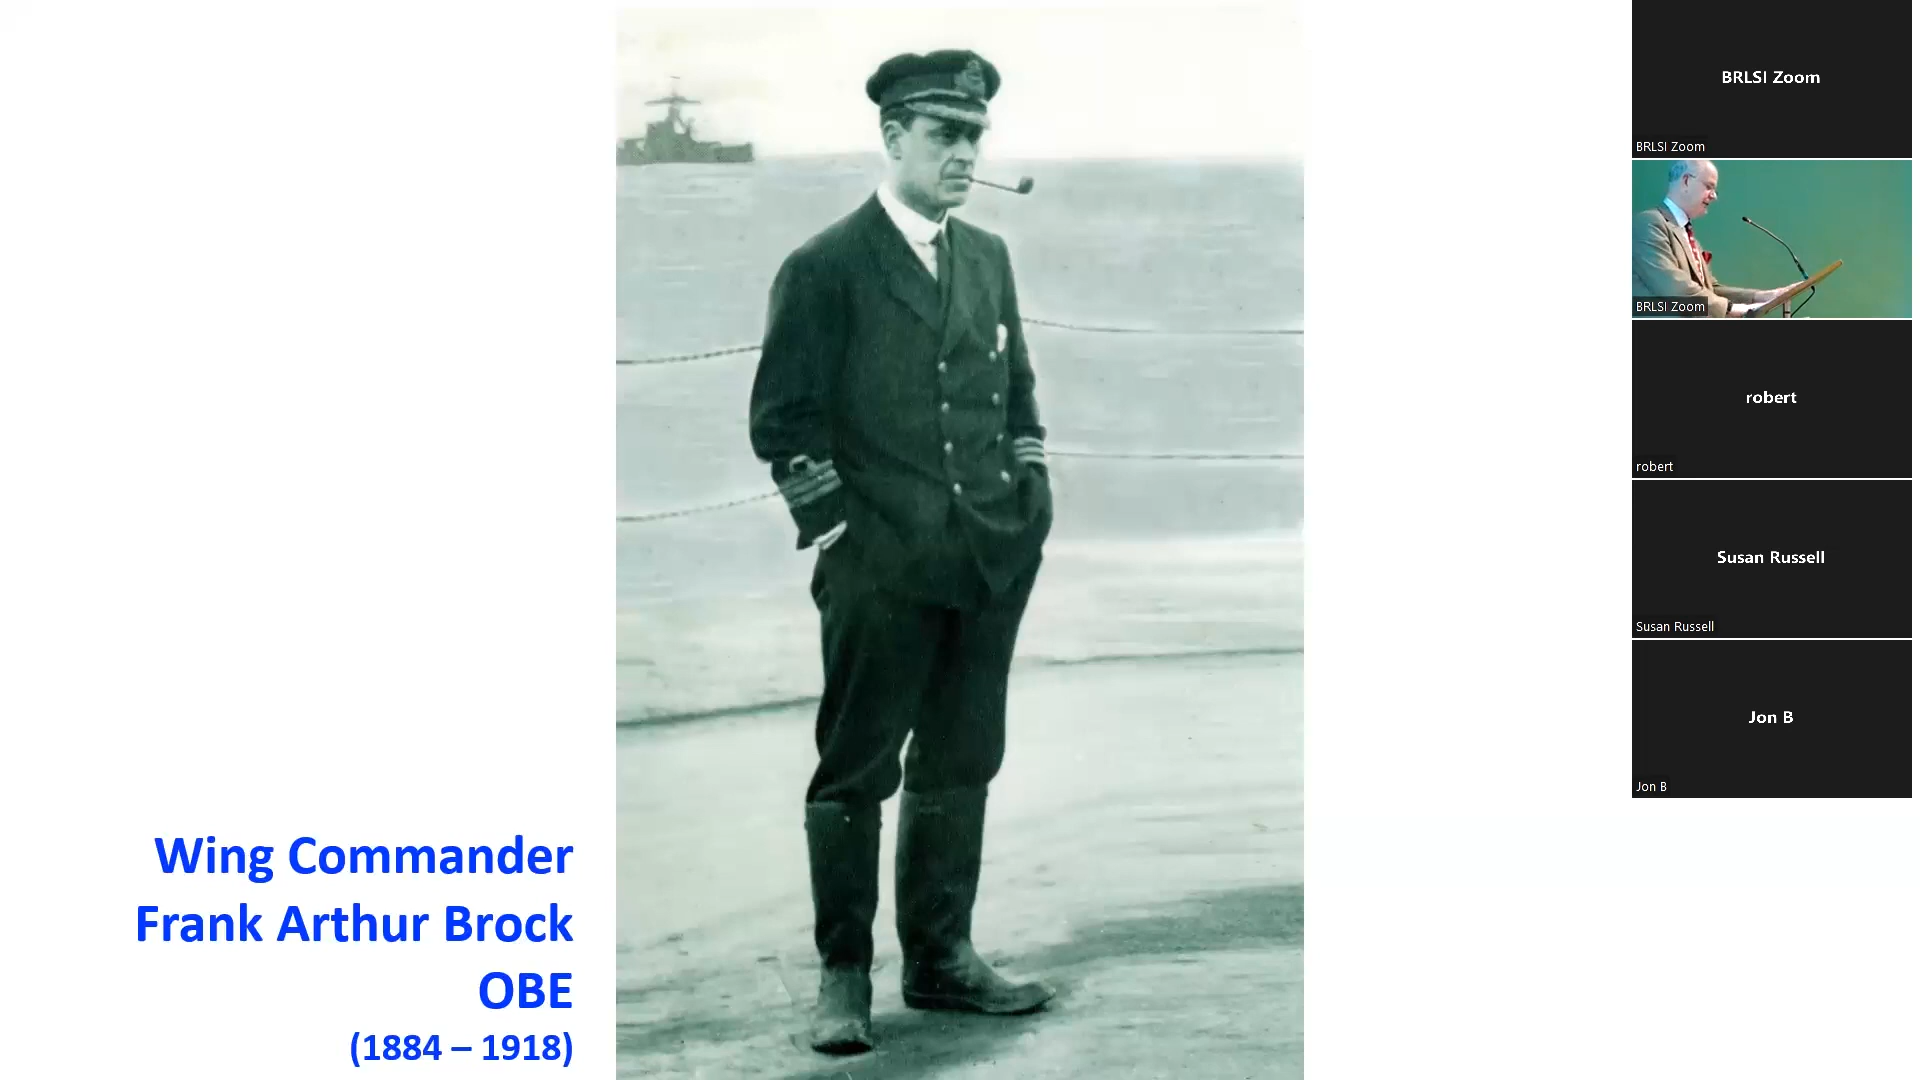 Wing Commander
Frank Arthur Brock
OBE
(1884 – 1918)
BRLSI Zoom
BRLSI Zoom
BRLSI Zoom
robert
robert
Susan Russell
Susan Russell
Jon B
Jon B